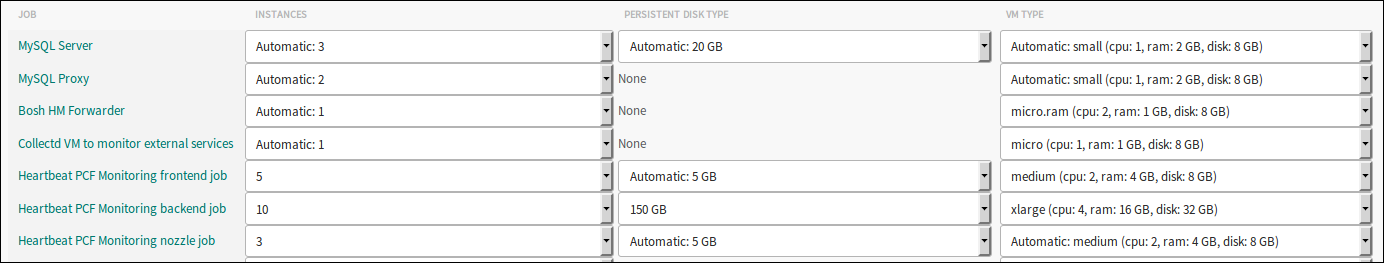 JOB INSTANCES PERSISTENT DISK TYPE VM TYPE
MySQL Server Automatic: 3 Automatic: 20 GB Automatic: small (cpu: 1, ram: 2 GB, disk: 8 GB)
MySQL Proxy Automatic: 2 None Automatic: small (cpu: 1, ram: 2 GB, disk: 8 GB)
Bosh HM Forwarder Automatic: 1 None micro.ram (cpu: 2, ram: 1 GB, disk: 8 GB)
Collectd VM to monitor external services Automatic: 1 None micro (cpu: 1, ram: 1 GB, disk: 8 GB)
Heartbeat PCF Monitoring frontend job 5 Automatic: 5 GB medium (cpu: 2, ram: 4 GB, disk: 8 GB)
Heartbeat PCF Monitoring backend job 10 150 GB xlarge (cpu: 4, ram: 16 GB, disk: 32 GB)
Heartbeat PCF Monitoring nozzle job 3 Automatic: 5 GB Automatic: medium (cpu: 2, ram: 4 GB, disk: 8 GB)